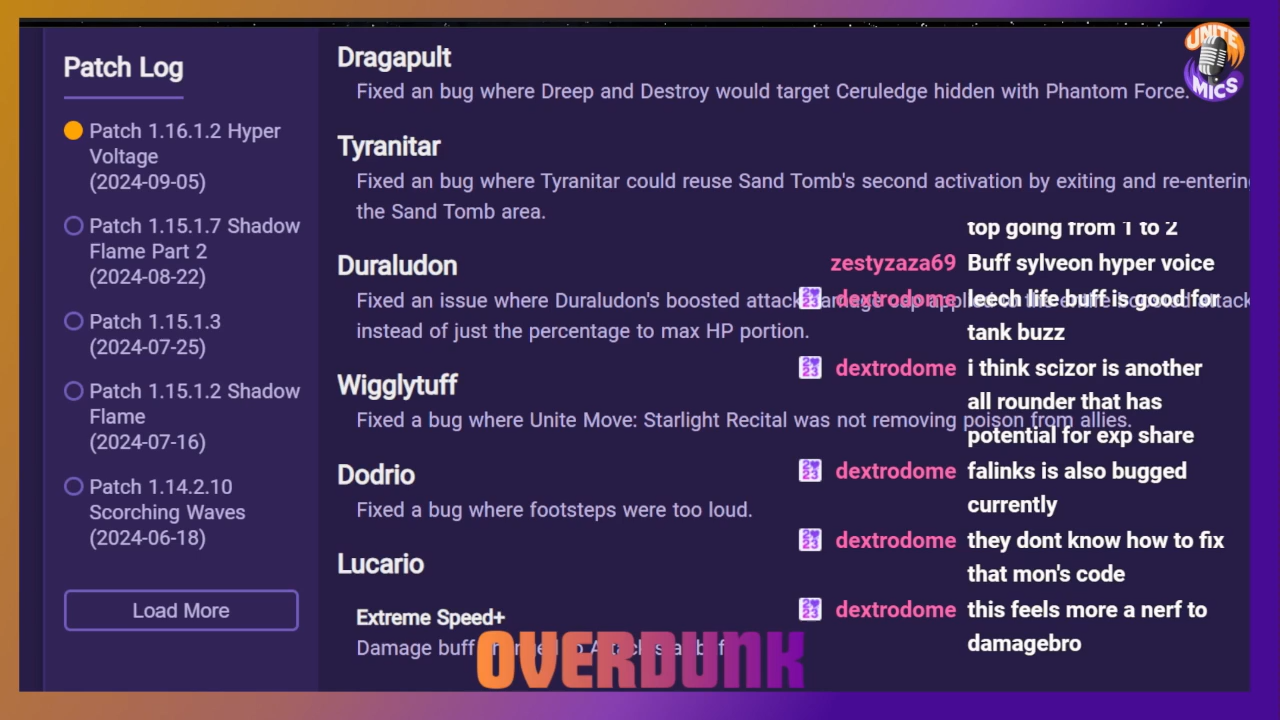 UNITE
MICS
Patch Log
Patch 1.16.1.2 Hyper
Voltage
(2024-09-05)
Patch 1.15.1.7 Shadow
Flame Part 2
(2024-08-22)
Patch 1.15.1.3
(2024-07-25)
Patch 1.15.1.2 Shadow
Flame
(2024-07-16)
Patch 1.14.2.10
Scorching Waves
(2024-06-18)
Load More
Dragapult
Fixed an bug where Dreep and Destroy would target Ceruledge hidden with Phantom Force.
Tyranitar
Fixed an bug where Tyranitar could reuse Sand Tomb's second activation by exiting and re-entering
the Sand Tomb area.
Duraludon
Fixed an issue where Duraludon's boosted attack damage cap applied to the entire boosted attack
instead of just the percentage to max HP portion.
Wigglytuff
Fixed a bug where Unite Move: Starlight Recital was not removing poison from allies.
Dodrio
Fixed a bug where footsteps were too loud.
Lucario
Extreme Speed+
Damage buff
OVERDUNK
top going from 1 to 2
zestyzaza69 Buff sylveon hyper voice
dextrodome leech life buff is good for
tank buzz
dextrodome i think scizor is another
all rounder that has
potential for exp share
dextrodome falinks is also bugged
currently
dextrodome they dont know how to fix
that mon's code
dextrodome this feels more a nerf to
damagebro